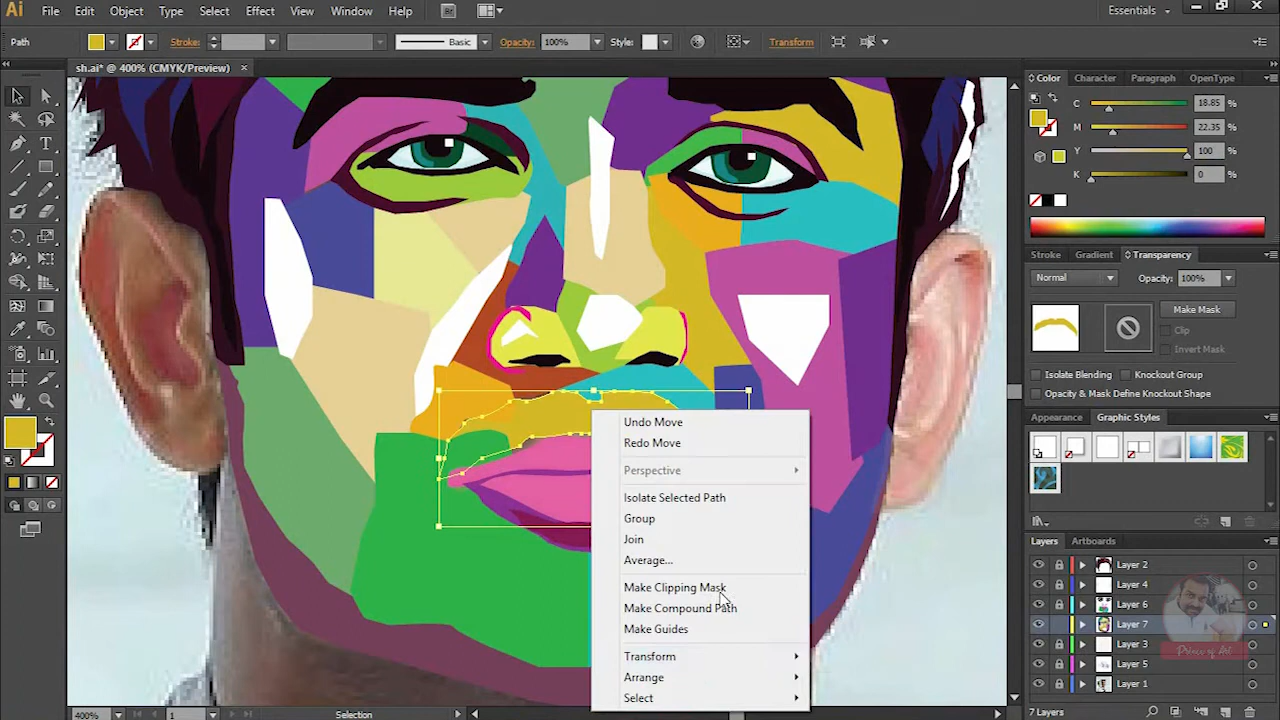 Ai File Edit Object Type Select Effect View Window Help Br Essentials
Path Stroke: Basic Opacity: 100% Style: Transform
sh.ai* @ 400% (CMYK/Preview) ×
Color Character Paragraph OpenType
C 18.85 %
M 22.35 %
Y 100 %
K 0 %
Stroke Gradient Transparency
Normal Opacity: 100%
Make Mask
Clip
Invert Mask
Isolate Blending Knockout Group
Opacity & Mask Define Knockout Shape
Appearance Graphic Styles
Undo Move
Redo Move
Perspective
Isolate Selected Path
Group
Join
Average...
Make Clipping Mask
Make Compound Path
Make Guides
Transform
Arrange
Select
Layers Artboards
Layer 2
Layer 4
Layer 6
Layer 7
Layer 3
Layer 5
Layer 1
Prince of Art
7 Layers
400% 1 Selection